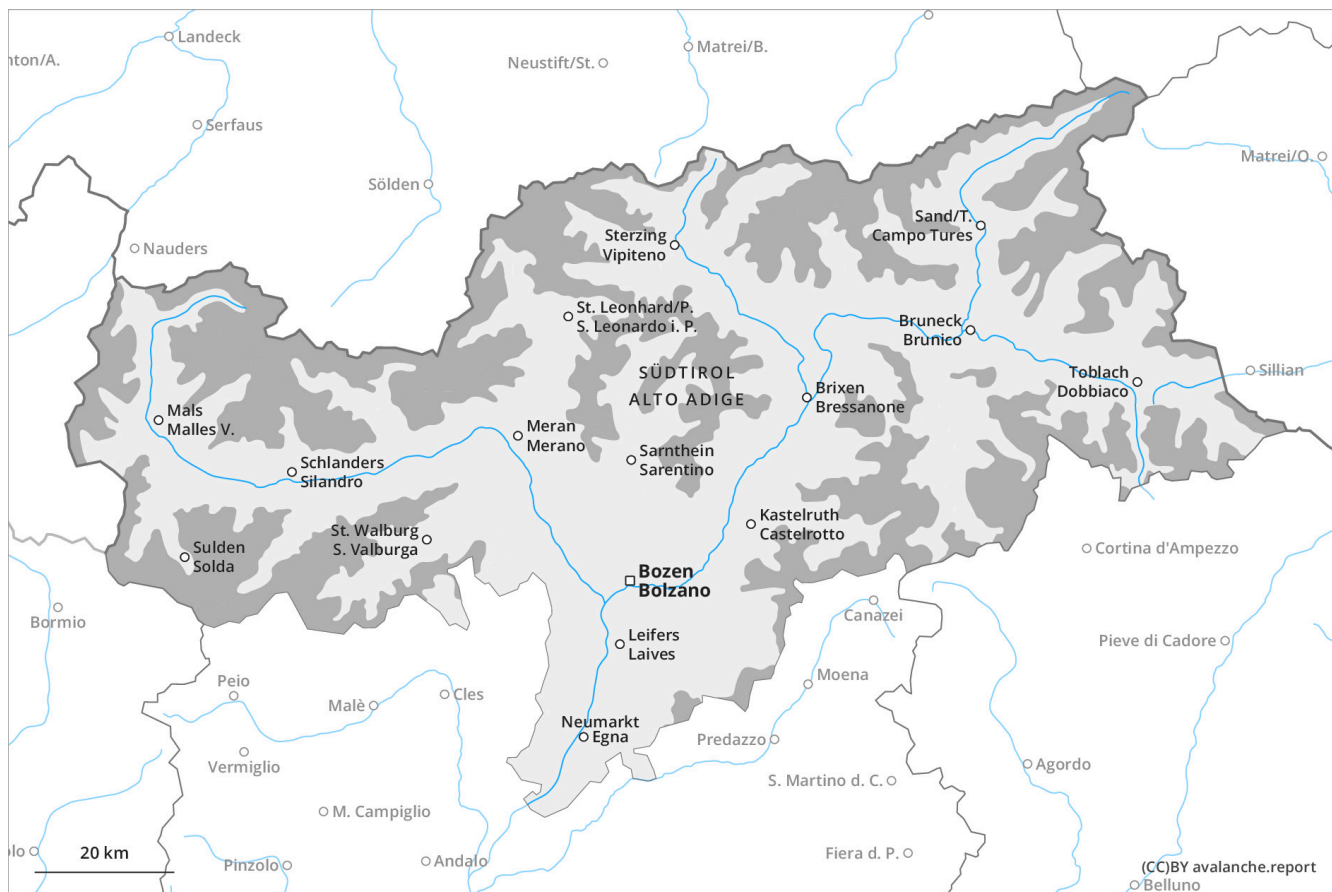 Landeck
Matrei/B.
nton/A.
Neustift/St.
Serfaus
Matrei/O.
Sölden
Sand/T.
Campo Tures
Sterzing
Vipiteno
Nauders
St. Leonhard/P.
S. Leonardo i. P.
Bruneck
Brunico
SÜDTIROL
ALTO ADIGE
Toblach
Dobbiaco
Sillian
Brixen
Bressanone
Mals
Malles V.
Meran
Merano
Schlanders
Silandro
Sarnthein
Sarentino
Kastelruth
Castelrotto
St. Walburg
S. Valburga
Sulden
Solda
Cortina d'Ampezzo
Bozen
Bolzano
Bormio
Canazei
Leifers
Laives
Pieve di Cadore
Peio
Malè
Cles
Moena
Neumarkt
Egna
Predazzo
Vermiglio
Agordo
S. Martino d. C.
M. Campiglio
20 km
olo
Pinzolo
Andalo
Fiera d. P.
(CC)BY avalanche.report
Belluno